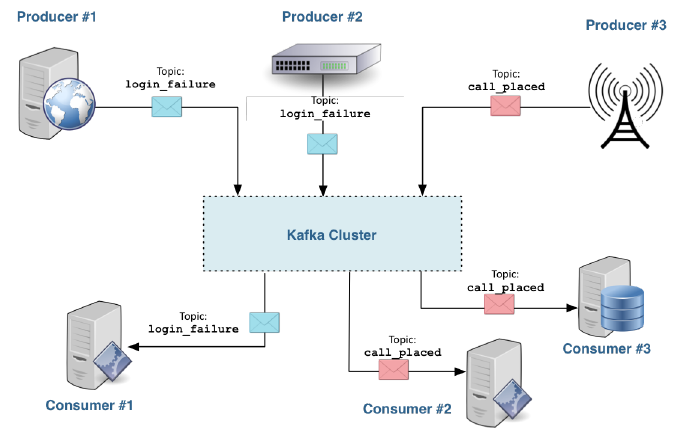 Producer #1
Producer #2
Producer #3
Topic:
login_failure
Topic:
login_failure
Topic:
call_placed
Kafka Cluster
Topic:
login_failure
Topic:
call_placed
Topic:
call_placed
Consumer #1
Consumer #2
Consumer #3